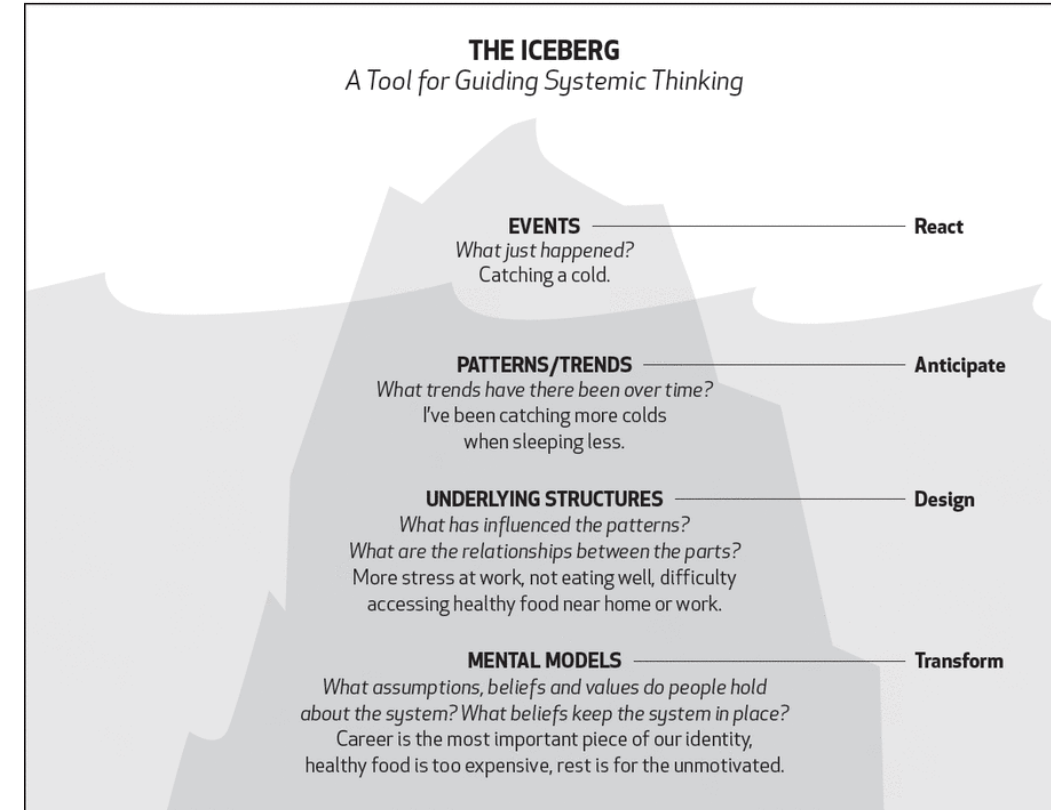 THE ICEBERG
A Tool for Guiding Systemic Thinking
EVENTS React
What just happened?
Catching a cold.
PATTERNS/TRENDS Anticipate
What trends have there been over time?
I've been catching more colds
when sleeping less.
UNDERLYING STRUCTURES Design
What has influenced the patterns?
What are the relationships between the parts?
More stress at work, not eating well, difficulty
accessing healthy food near home or work.
MENTAL MODELS Transform
What assumptions, beliefs and values do people hold
about the system? What beliefs keep the system in place?
Career is the most important piece of our identity,
healthy food is too expensive, rest is for the unmotivated.